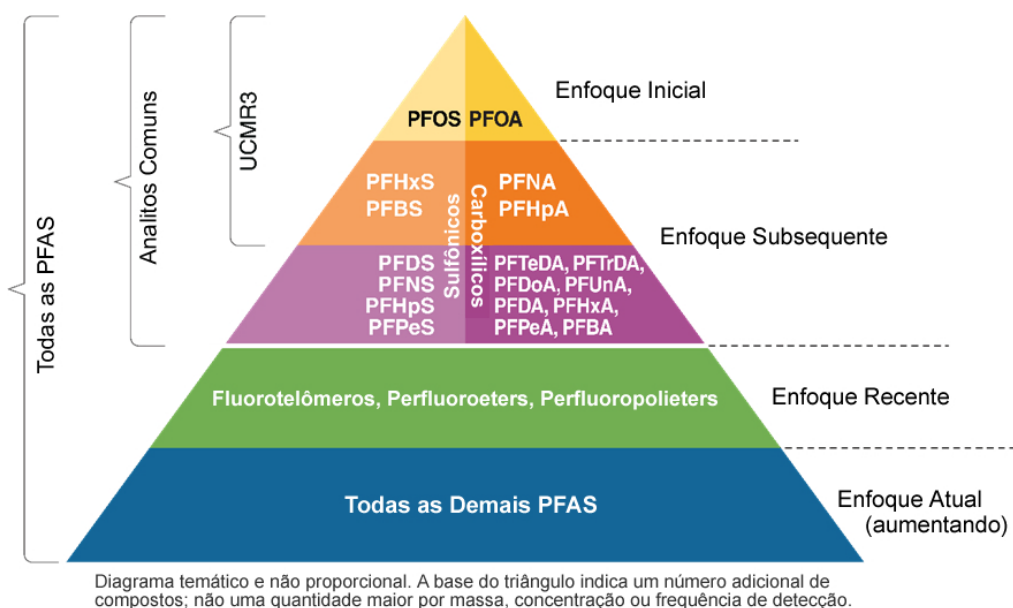 Todas as PFAS
Analitos Comuns
UCMR3
PFOS PFOA
Enfoque Inicial
PFHxS
PFBS
Sulfônicos
Carboxílicos
PFNA
PFHpA
Enfoque Subsequente
PFDS
PFNS
PFHpS
PFPeS
PFTeDA, PFTrDA,
PFDoA, PFUnA,
PFDA, PFHxA,
PFPeA, PFBA
Fluorotelômeros, Perfluoroeters, Perfluoropolieters
Enfoque Recente
Todas as Demais PFAS
Enfoque Atual
(aumentando)
Diagrama temático e não proporcional. A base do triângulo indica um número adicional de
compostos; não uma quantidade maior por massa, concentração ou frequência de detecção.